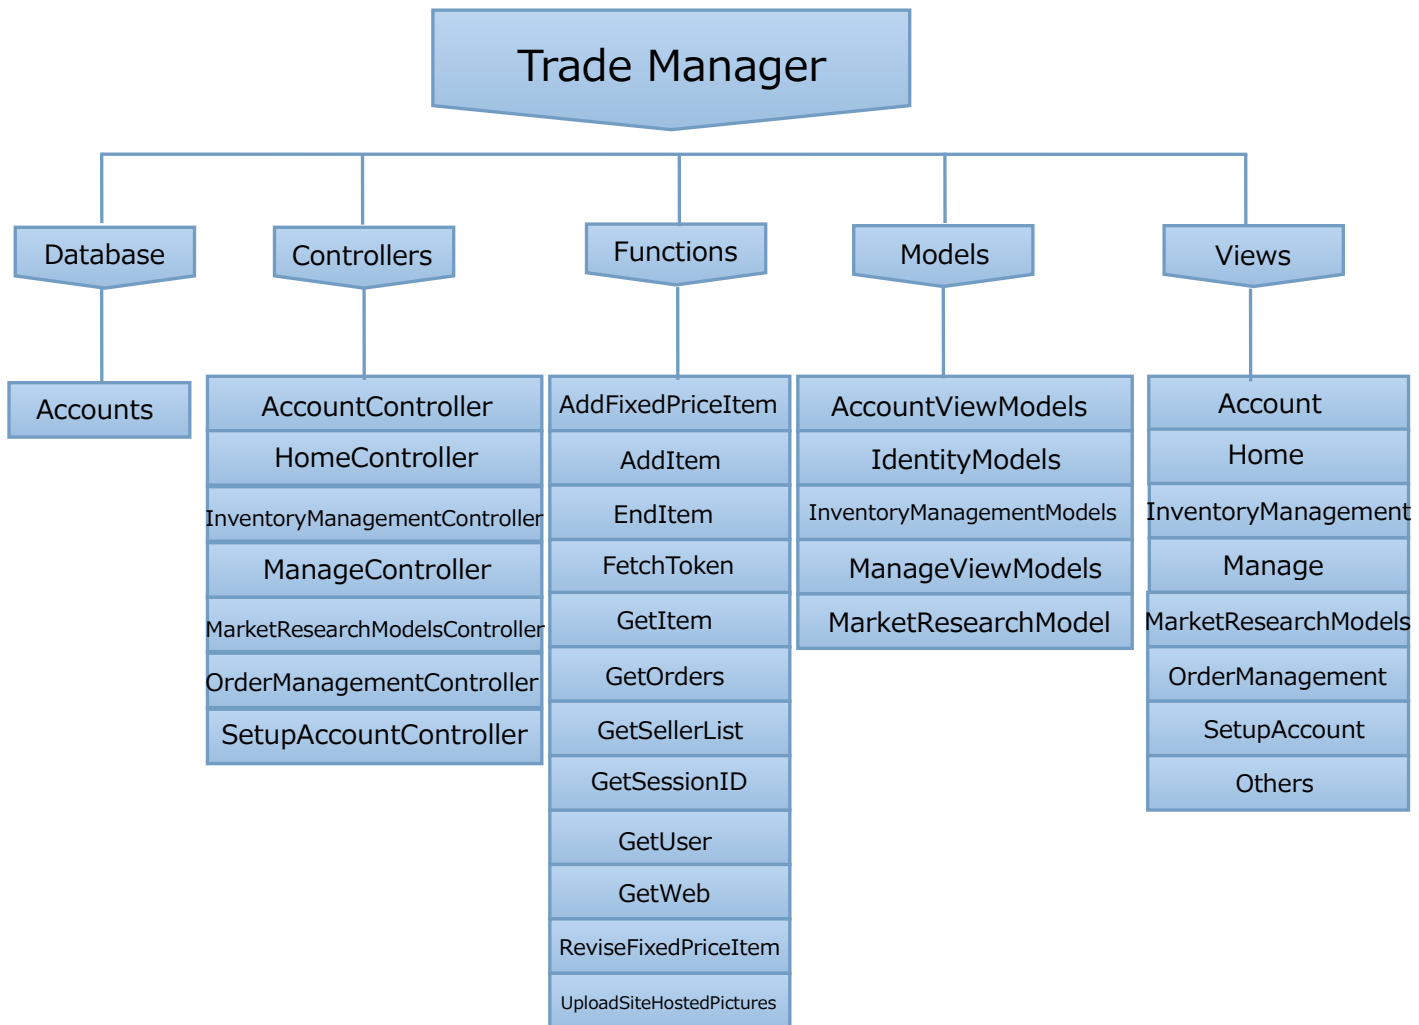 Trade Manager
Database
Controllers
Functions
Models
Views
Accounts
AccountController
HomeController
InventoryManagementController
ManageController
MarketResearchModelsController
OrderManagementController
SetupAccountController
AddFixedPriceItem
AddItem
EndItem
FetchToken
GetItem
GetOrders
GetSellerList
GetSessionID
GetUser
GetWeb
ReviseFixedPriceItem
UploadSiteHostedPictures
AccountViewModels
IdentityModels
InventoryManagementModels
ManageViewModels
MarketResearchModel
Account
Home
InventoryManagement
Manage
MarketResearchModels
OrderManagement
SetupAccount
Others